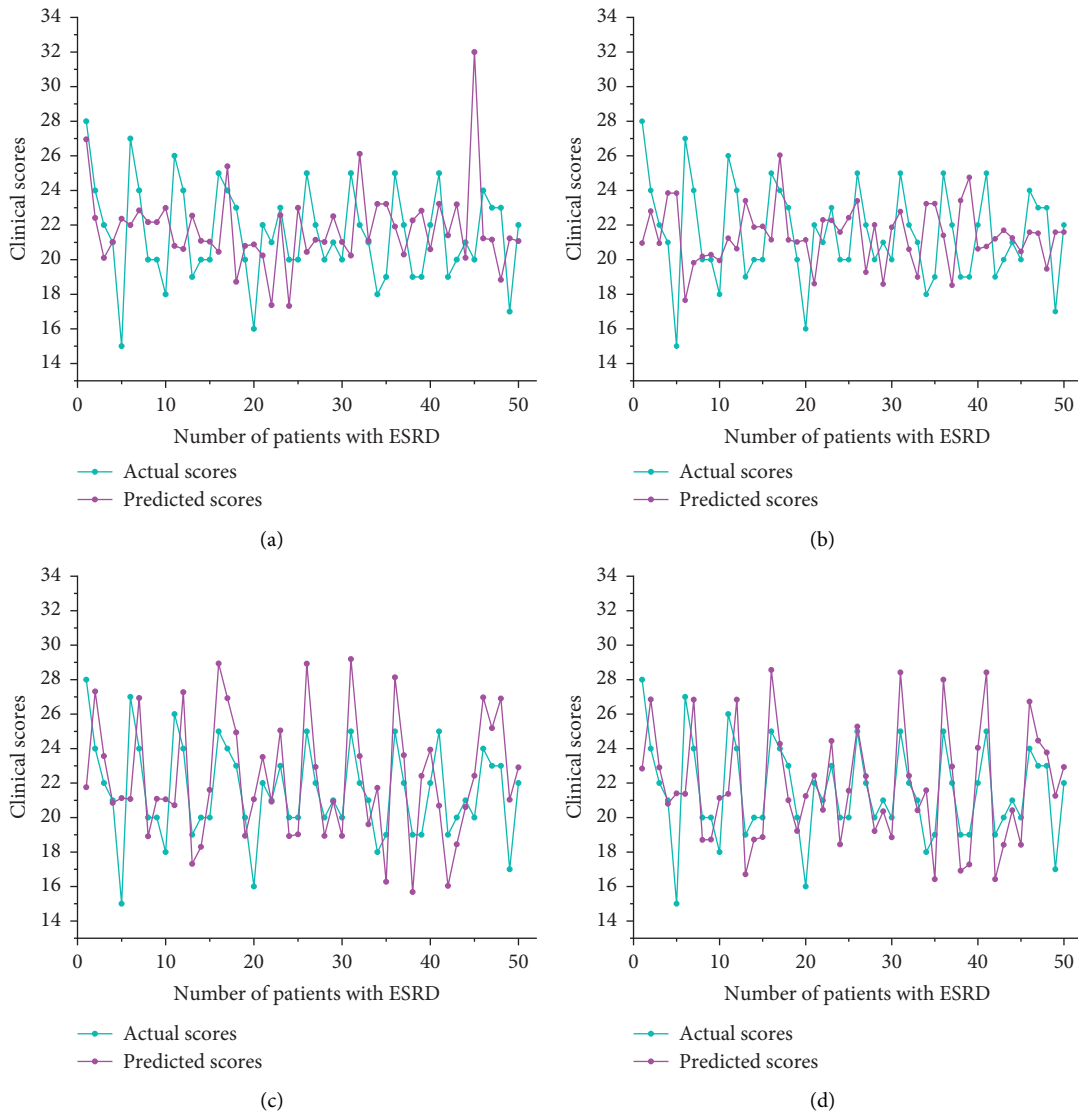 34
32
30
28
26
24
22
20
18
16
14
Clinical scores
0 10 20 30 40 50
Number of patients with ESRD
Actual scores
Predicted scores
(a)
34
32
30
28
26
24
22
20
18
16
14
Clinical scores
0 10 20 30 40 50
Number of patients with ESRD
Actual scores
Predicted scores
(b)
34
32
30
28
26
24
22
20
18
16
14
Clinical scores
0 10 20 30 40 50
Number of patients with ESRD
Actual scores
Predicted scores
(c)
34
32
30
28
26
24
22
20
18
16
14
Clinical scores
0 10 20 30 40 50
Number of patients with ESRD
Actual scores
Predicted scores
(d)